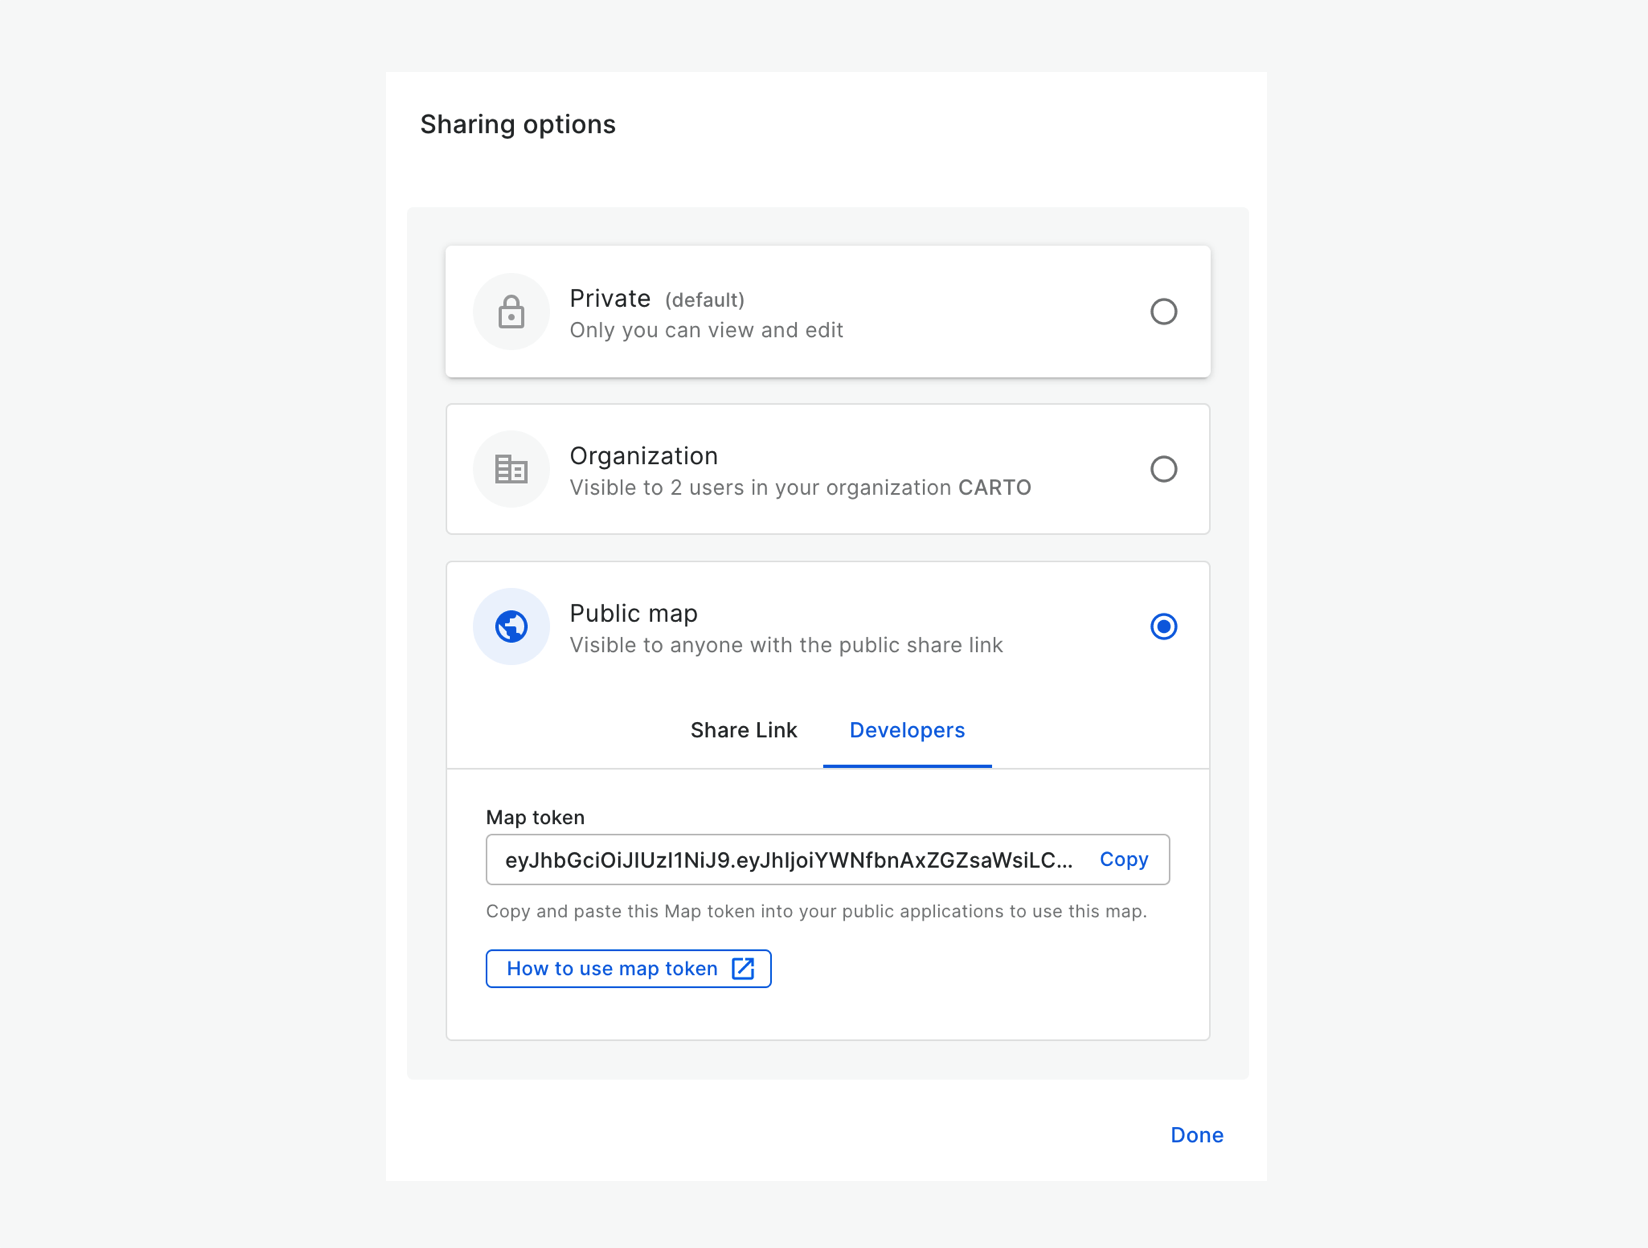 Sharing options
Private (default)
Only you can view and edit
Organization
Visible to 2 users in your organization CARTO
Public map
Visible to anyone with the public share link
Share Link Developers
Map token
eyJhbGciOiJIUzI1NiJ9.eyJhIjoiYWNfbnAxZGZsaWsiLC... Copy
Copy and paste this Map token into your public applications to use this map.
How to use map token
Done